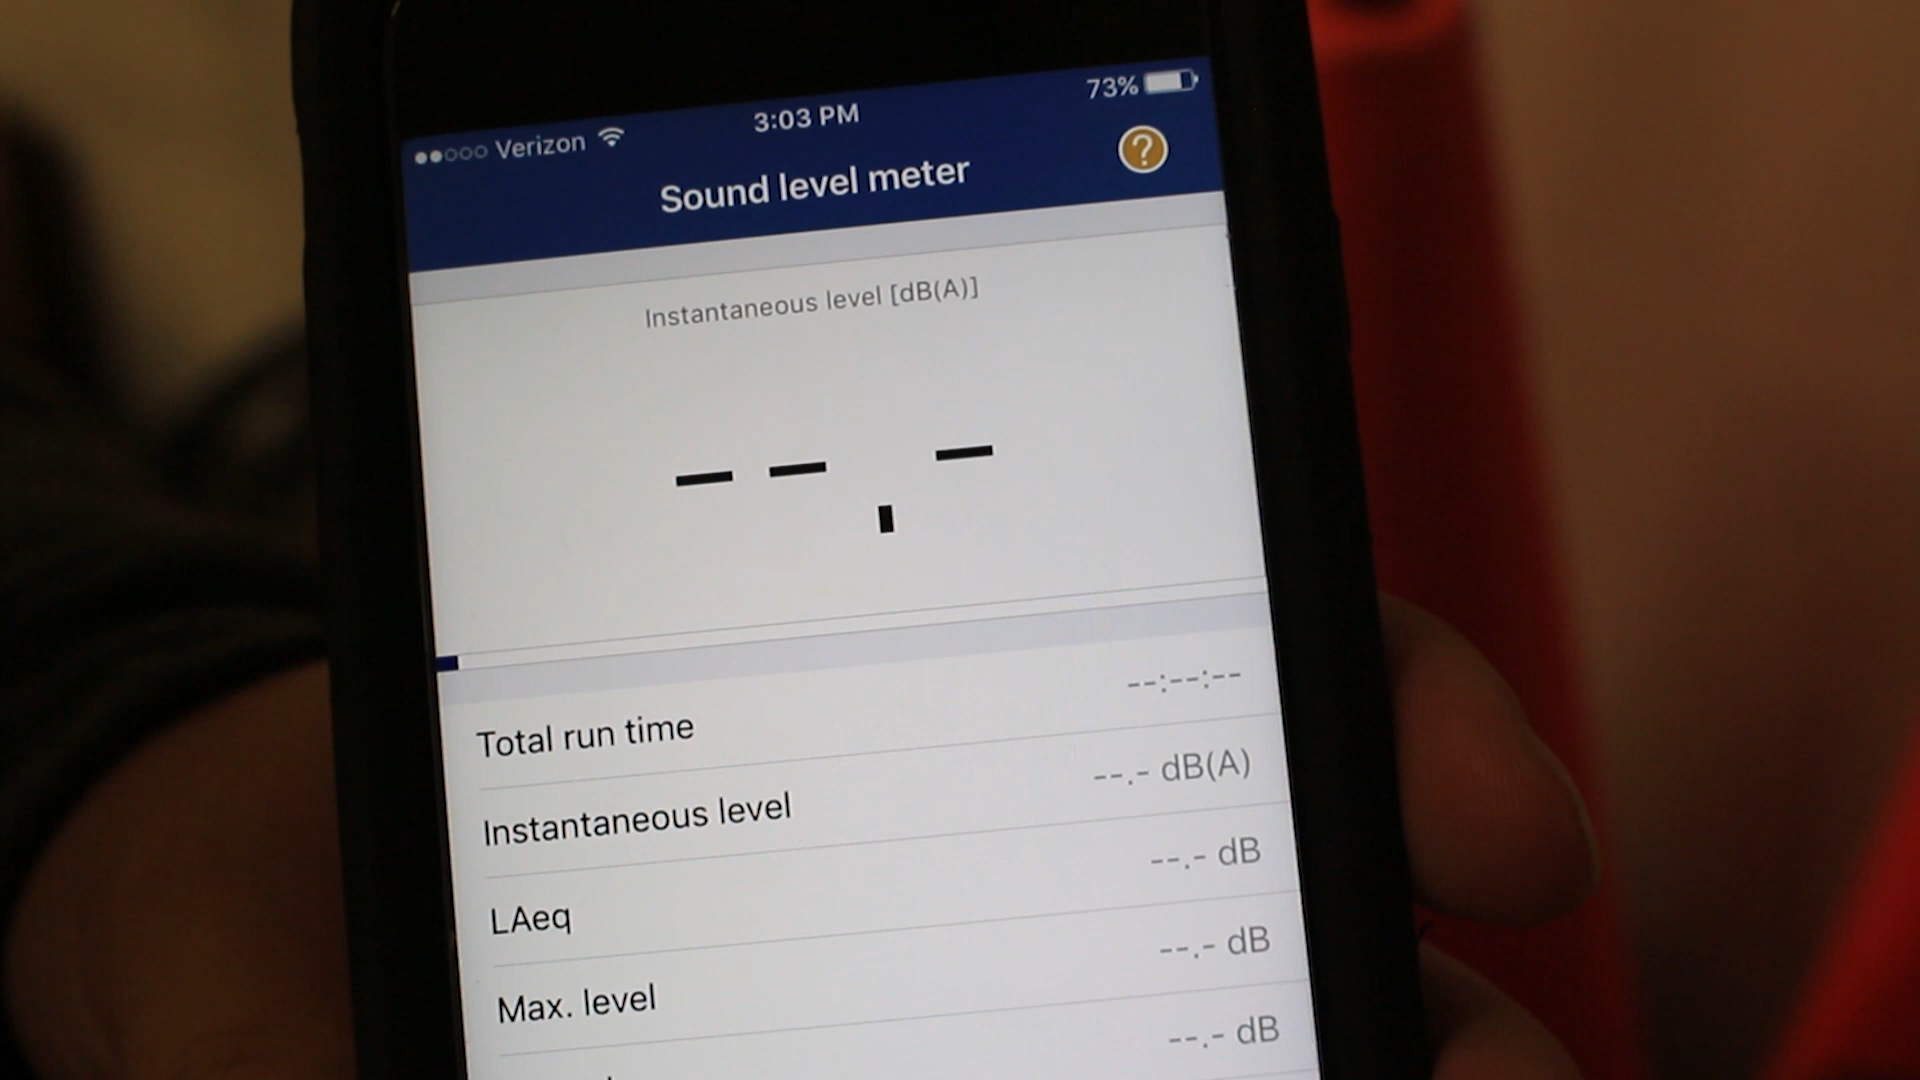 ●●○○○ Verizon 3:03 PM 73%
Sound level meter ?
Instantaneous level [dB(A)]
--.-
Total run time --:--:--
Instantaneous level --.- dB(A)
LAeq --.- dB
Max. level --.- dB
--.- dB